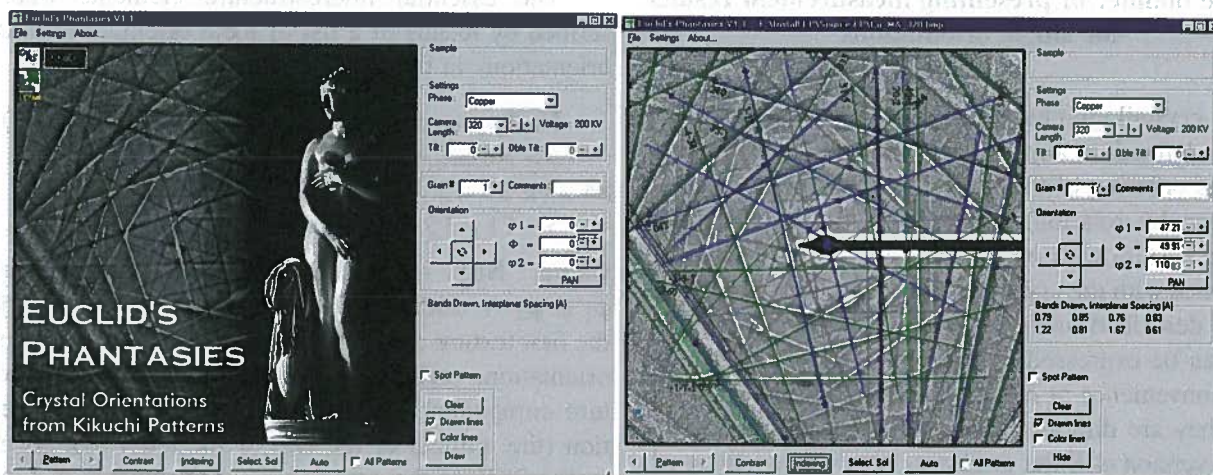 Euclid's Phantasies V1.1
File Settings About...
EUCLID'S
PHANTASIES
Crystal Orientations
from Kikuchi Patterns
Sample
Settings
Phase: Copper
Camera Length 320 - + Voltage: 200 KV
Tilt: 0 - + Dble Tilt: 0 - +
Grain # 1 + Comments
Orientation
φ1 = 0 - +
Φ = 0 - +
φ2 = 0 - +
PAN
Bands Drawn, Interplanar Spacing [A]
Spot Pattern
Clear
Drawn lines
Color lines
Draw
Pattern Contrast Indexing Select. Sol Auto All Patterns
Euclid's Phantasies V1.1
File Settings About...
Sample
Settings
Phase: Copper
Camera Length 320 - + Voltage: 200 KV
Tilt: 0 - + Dble Tilt: 0 - +
Grain # 1 + Comments
Orientation
φ1 = 47.21 - +
Φ = 49.91 - +
φ2 = 110.83 - +
PAN
Bands Drawn, Interplanar Spacing [A]
0.79 0.85 0.76 0.83
1.22 0.81 1.67 0.61
Spot Pattern
Clear
Drawn lines
Color lines
Hide
Pattern Contrast Indexing Select. Sol Auto All Patterns